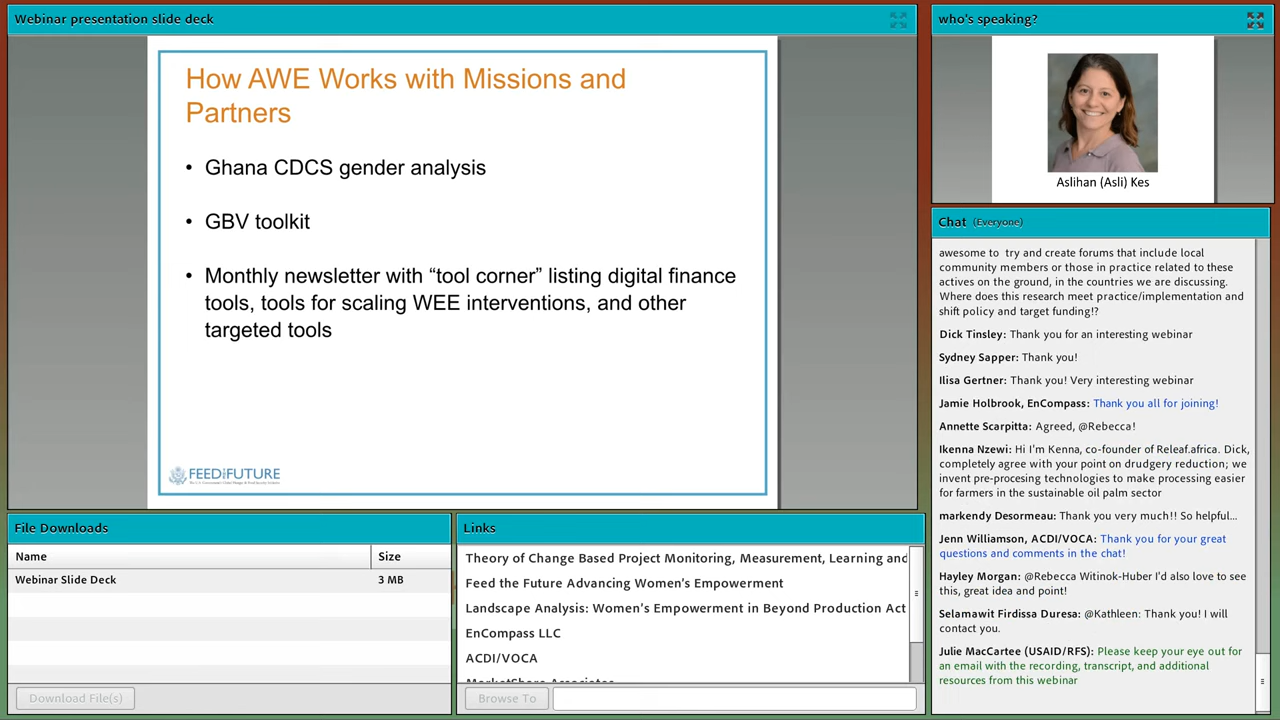 Webinar presentation slide deck
How AWE Works with Missions and
Partners
• Ghana CDCS gender analysis
• GBV toolkit
• Monthly newsletter with “tool corner” listing digital finance
tools, tools for scaling WEE interventions, and other
targeted tools
FEED THE FUTURE
who's speaking?
Aslihan (Asli) Kes
Chat (Everyone)
awesome to try and create forums that include local
community members or those in practice related to these
actives on the ground, in the countries we are discussing.
Where does this research meet practice/implementation and
shift policy and target funding!?
Dick Tinsley: Thank you for an interesting webinar
Sydney Sapper: Thank you!
Ilisa Gertner: Thank you! Very interesting webinar
Jamie Holbrook, EnCompass: Thank you all for joining!
Annette Scarpitta: Agreed, @Rebecca!
Ikenna Nzewi: Hi I'm Kenna, co-founder of Releaf.africa. Dick,
completely agree with your point on drudgery reduction; we
invent pre-procesing technologies to make processing easier
for farmers in the sustainable oil palm sector
markendy Desormeau: Thank you very much!! So helpful...
Jenn Williamson, ACDI/VOCA: Thank you for your great
questions and comments in the chat!
Hayley Morgan: @Rebecca Witinok-Huber I'd also love to see
this, great idea and point!
Selamawit Firdissa Duresa: @Kathleen: Thank you! I will
contact you.
Julie MacCartee (USAID/RFS): Please keep your eye out for
an email with the recording, transcript, and additional
resources from this webinar
File Downloads
Name Size
Webinar Slide Deck 3 MB
Download File(s)
Links
Theory of Change Based Project Monitoring, Measurement, Learning and
Feed the Future Advancing Women's Empowerment
Landscape Analysis: Women's Empowerment in Beyond Production Act
EnCompass LLC
ACDI/VOCA
MarketShare Associates
Browse To